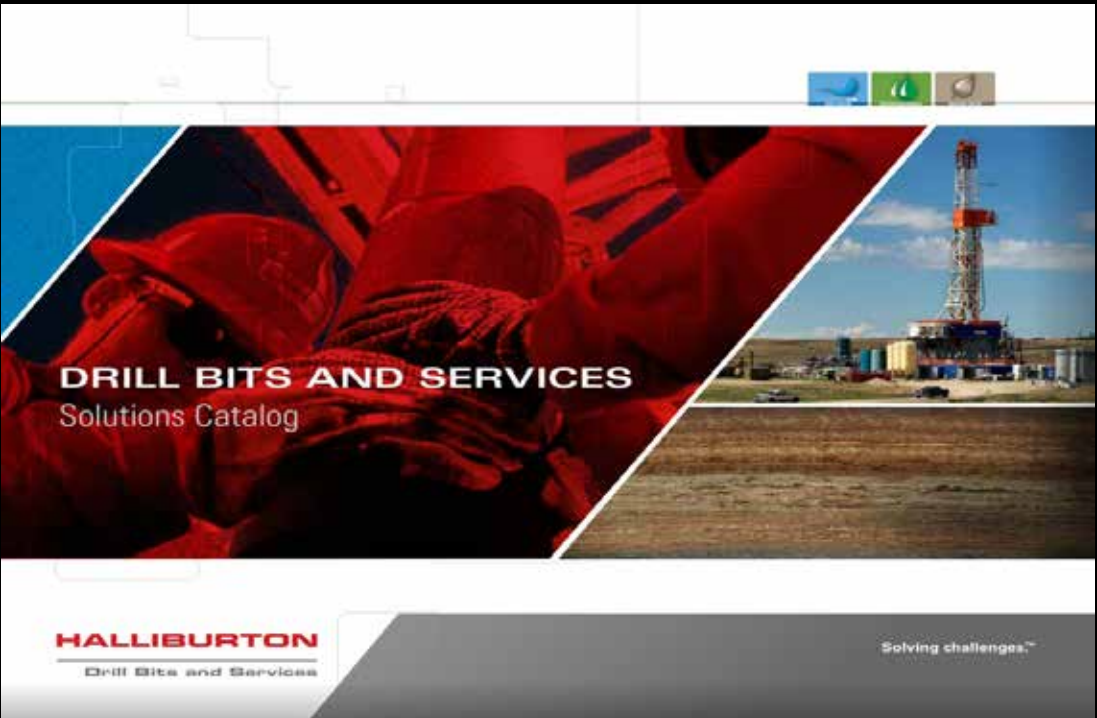 DRILL BITS AND SERVICES
Solutions Catalog
HALLIBURTON
Drill Bits and Services
Solving challenges.™